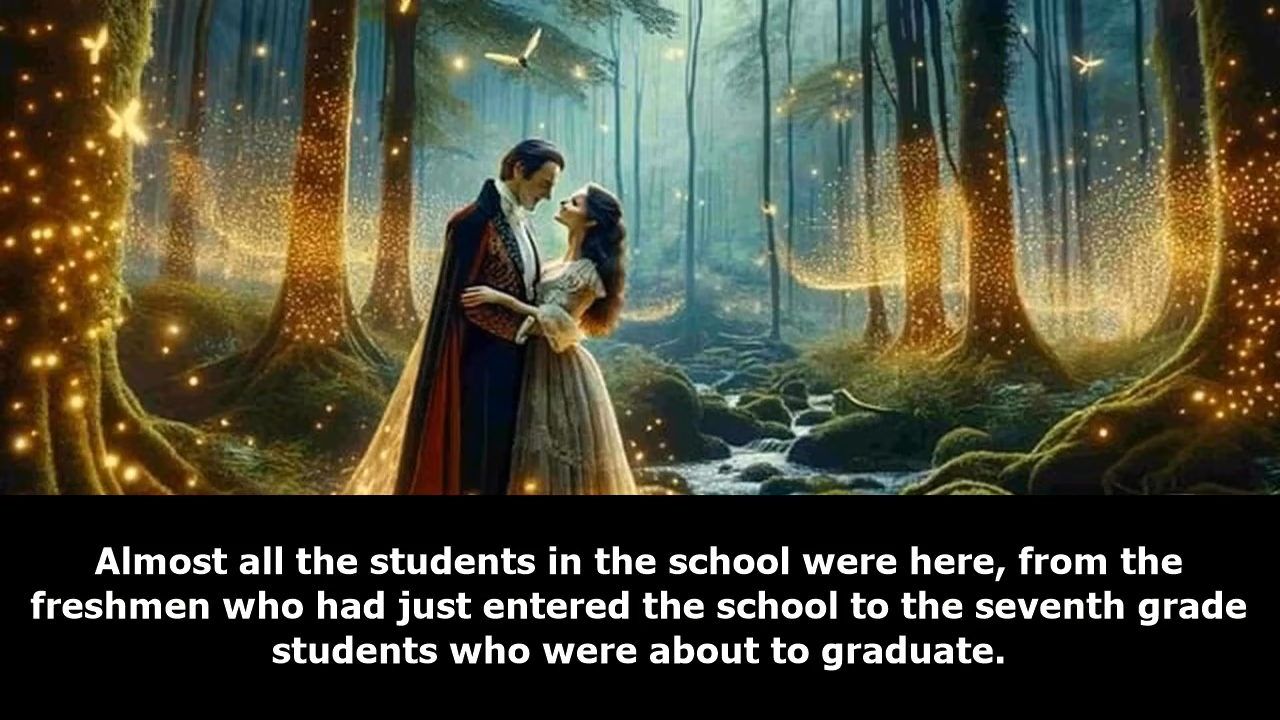 Almost all the students in the school were here, from the
freshmen who had just entered the school to the seventh grade
students who were about to graduate.